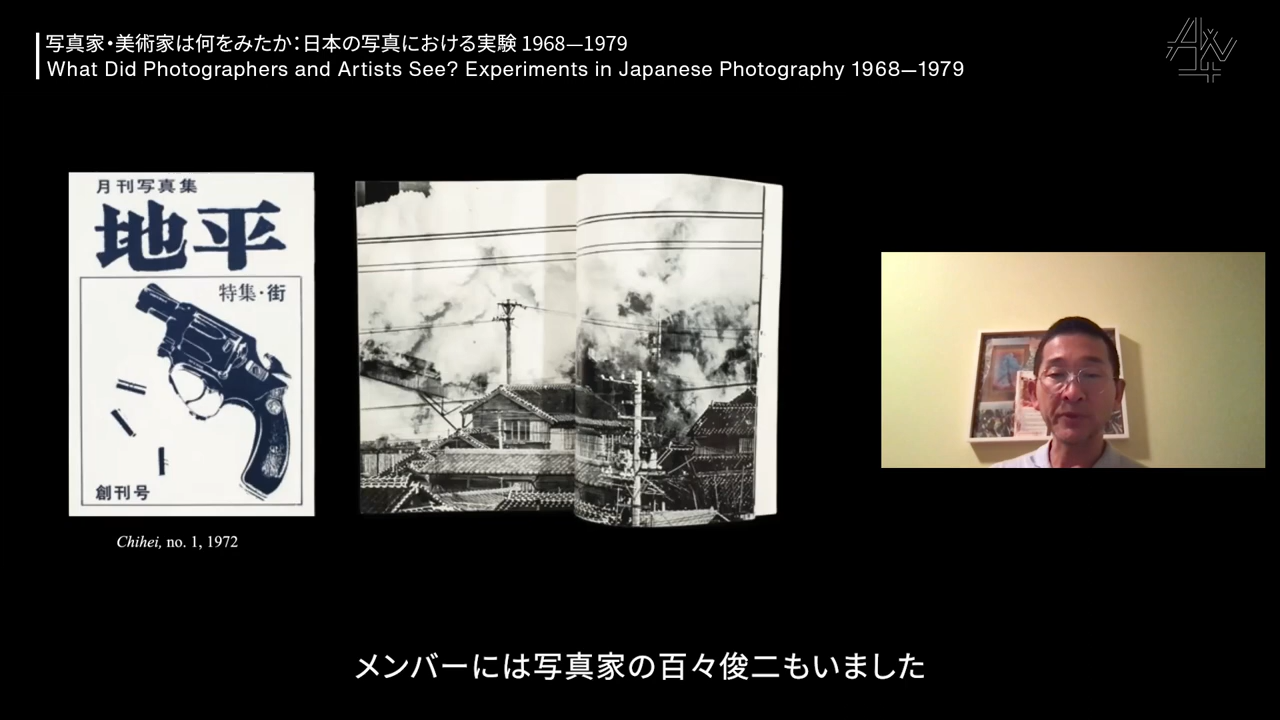 写真家・美術家は何をみたか：日本の写真における実験 1968—1979
What Did Photographers and Artists See? Experiments in Japanese Photography 1968—1979
月刊写真集
地平
特集・街
創刊号
Chihei, no. 1, 1972
メンバーには写真家の百々俊二もいました